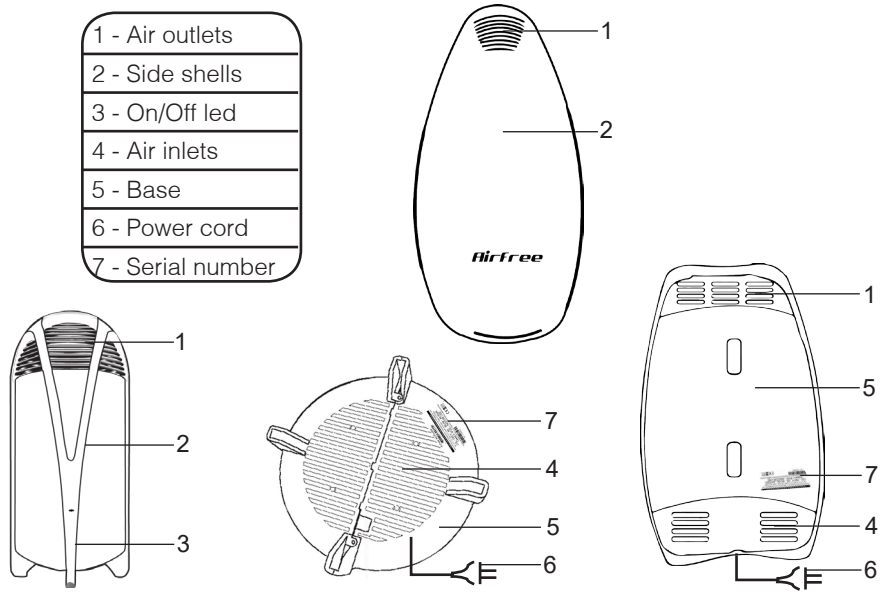 1 - Air outlets
2 - Side shells
3 - On/Off led
4 - Air inlets
5 - Base
6 - Power cord
7 - Serial number
1
2
Airfree
1
2
3
7
4
5
6
1
5
7
4
6